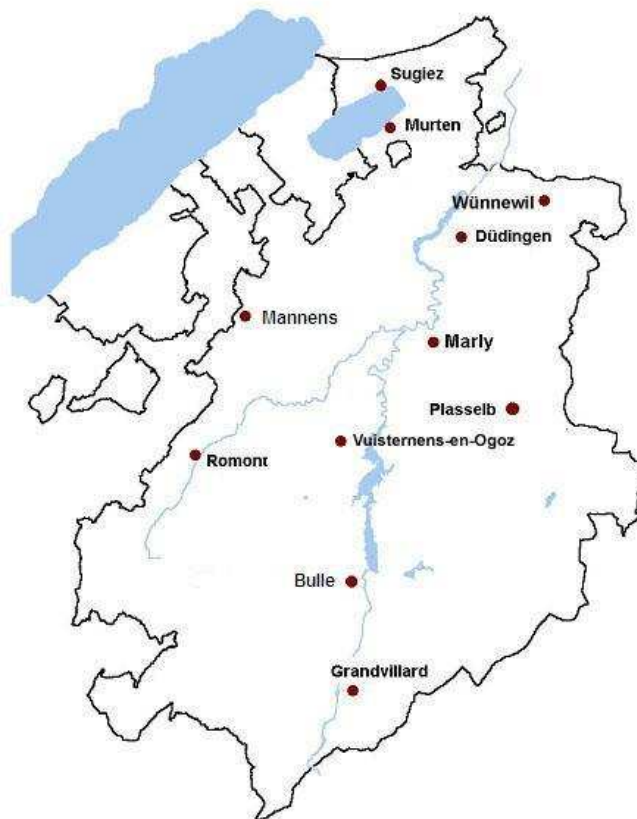 Sugiez
Murten
Wünnewil
Düdingen
Mannens
Marly
Plasselb
Vuisternens-en-Ogoz
Romont
Bulle
Grandvillard